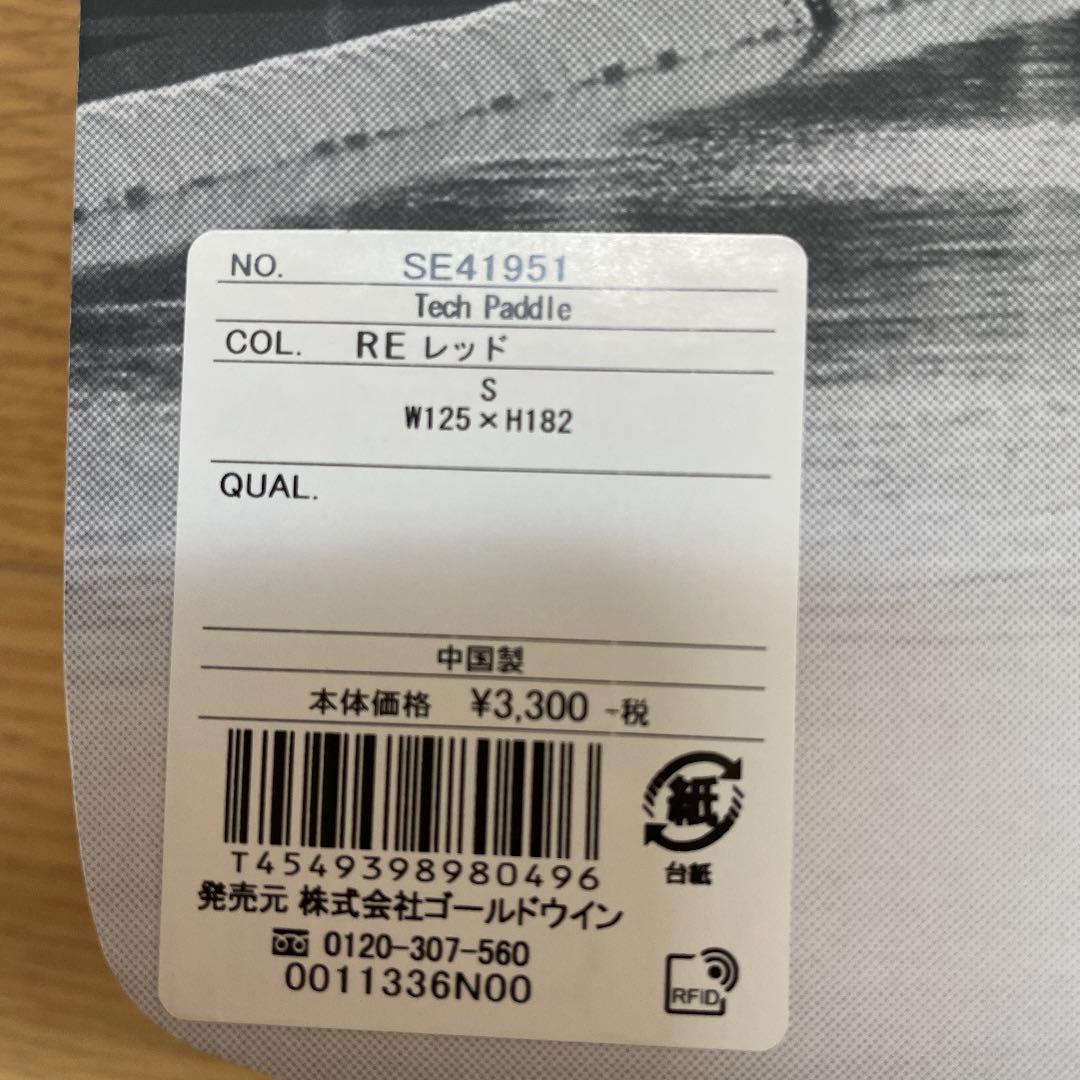 NO. SE41951
Tech Paddle
COL. RE レッド
S
W125×H182
QUAL.
中国製
本体価格 ¥3,300 -税
T4549398980496
紙
台紙
発売元 株式会社ゴールドウイン
0120-307-560
0011336N00
RFID